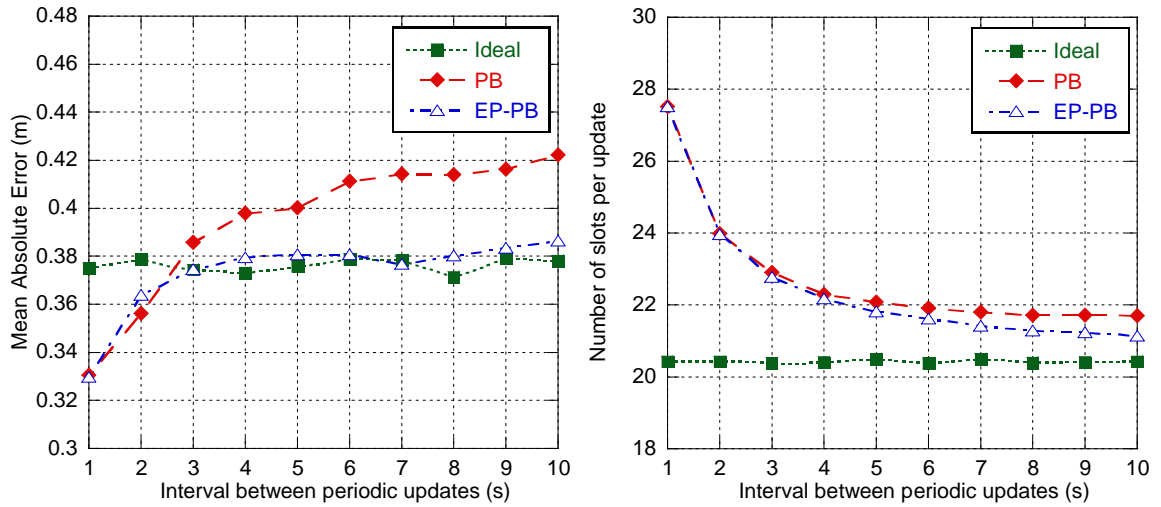 0.48
0.46
0.44
0.42
0.4
0.38
0.36
0.34
0.32
0.3
Mean Absolute Error (m)
Ideal
PB
EP-PB
1 2 3 4 5 6 7 8 9 10
Interval between periodic updates (s)
30
28
26
24
22
20
18
Number of slots per update
Ideal
PB
EP-PB
1 2 3 4 5 6 7 8 9 10
Interval between periodic updates (s)